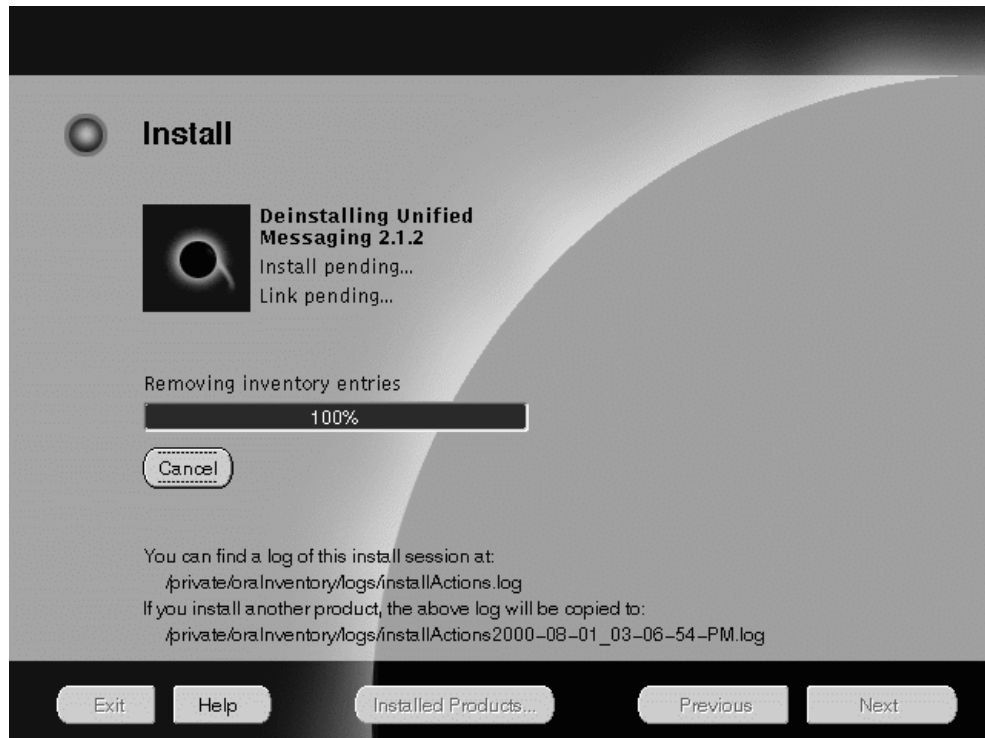 Install
Deinstalling Unified
Messaging 2.1.2
Install pending...
Link pending...
Removing inventory entries
100%
Cancel
You can find a log of this install session at:
/private/oraInventory/logs/installActions.log
If you install another product, the above log will be copied to:
/private/oraInventory/logs/installActions2000-08-01_03-06-54-PM.log
Exit
Help
Installed Products...
Previous
Next